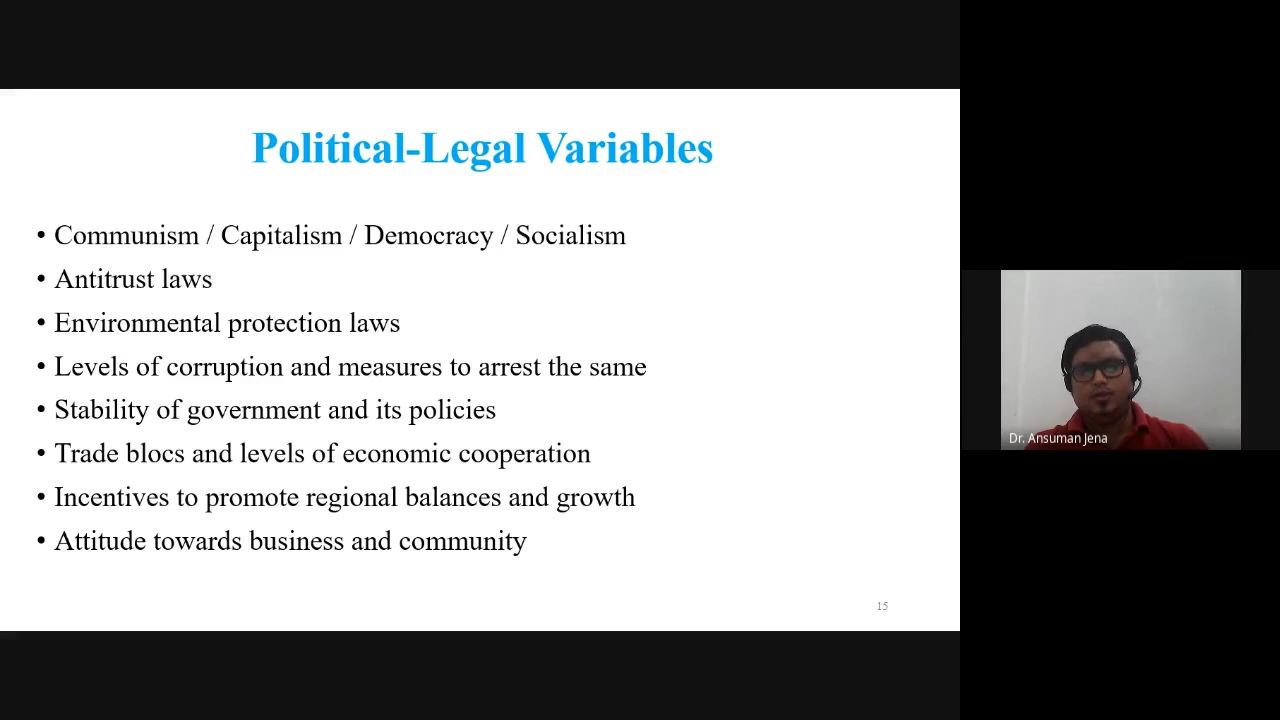 Political-Legal Variables
• Communism / Capitalism / Democracy / Socialism
• Antitrust laws
• Environmental protection laws
• Levels of corruption and measures to arrest the same
• Stability of government and its policies
• Trade blocs and levels of economic cooperation
• Incentives to promote regional balances and growth
• Attitude towards business and community
15
Dr. Ansuman Jena